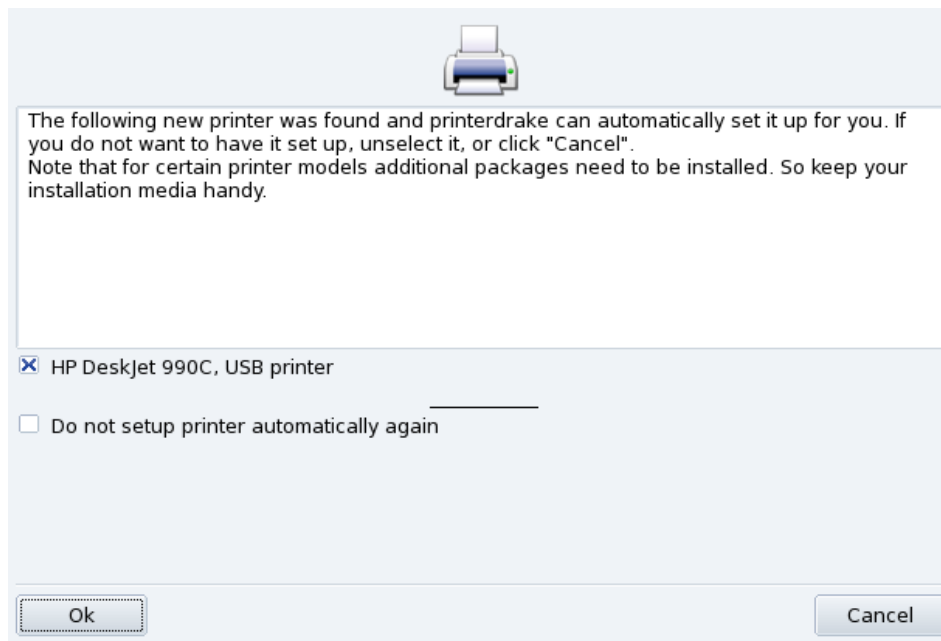 The following new printer was found and printerdrake can automatically set it up for you. If
you do not want to have it set up, unselect it, or click "Cancel".
Note that for certain printer models additional packages need to be installed. So keep your
installation media handy.
HP DeskJet 990C, USB printer
Do not setup printer automatically again
Ok
Cancel